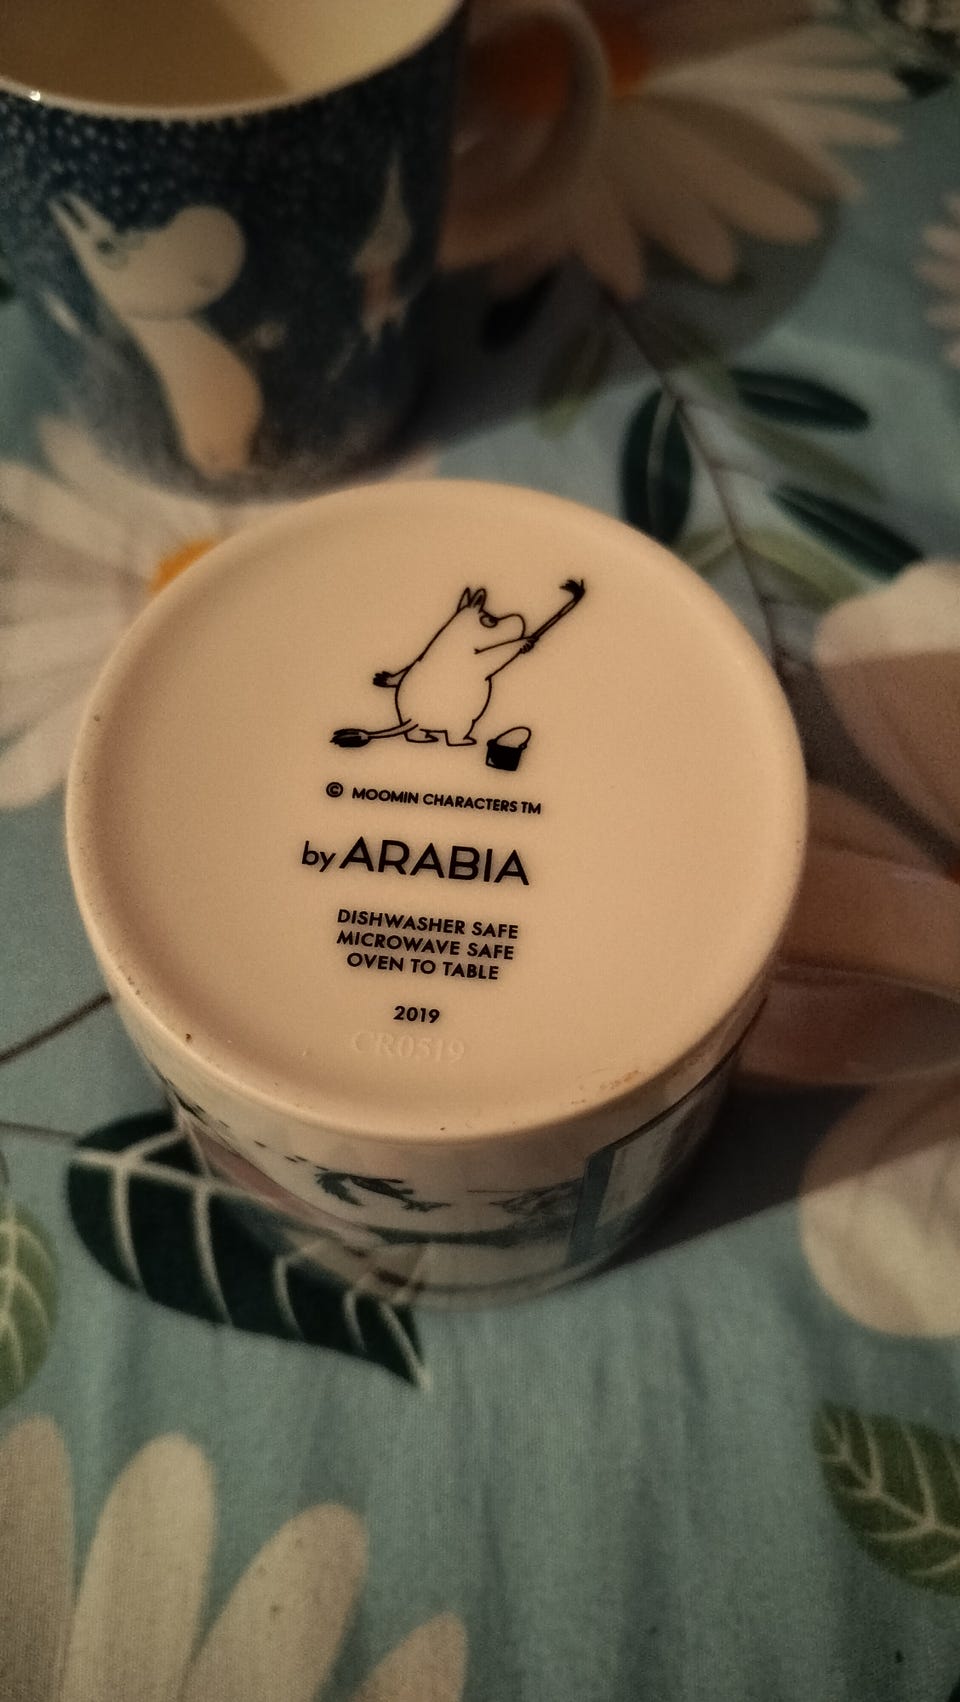 © MOOMIN CHARACTERS TM
by ARABIA
DISHWASHER SAFE
MICROWAVE SAFE
OVEN TO TABLE
2019
CR0519